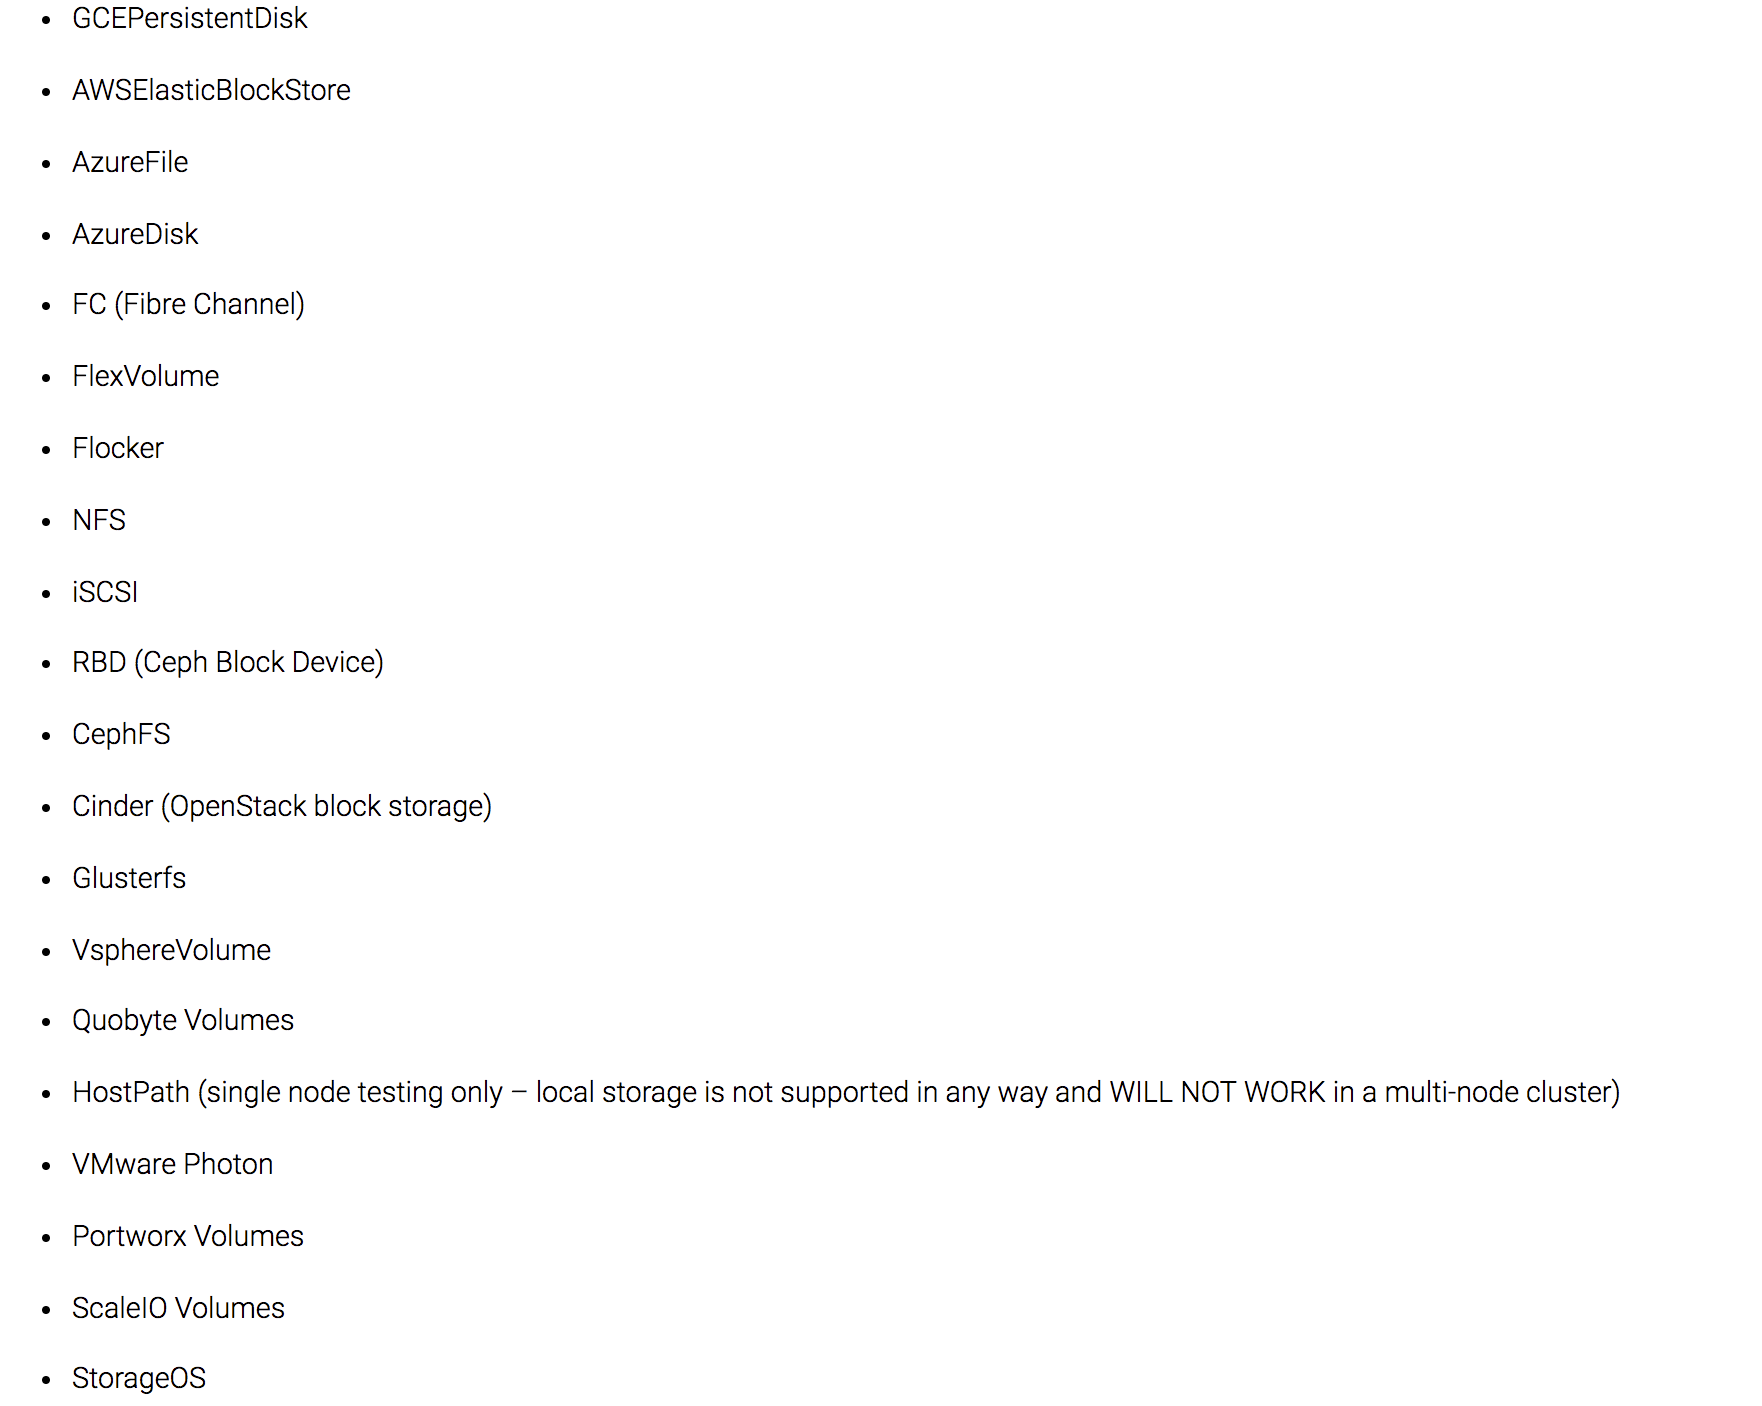 • GCEPersistentDisk
• AWSElasticBlockStore
• AzureFile
• AzureDisk
• FC (Fibre Channel)
• FlexVolume
• Flocker
• NFS
• iSCSI
• RBD (Ceph Block Device)
• CephFS
• Cinder (OpenStack block storage)
• Glusterfs
• VsphereVolume
• Quobyte Volumes
• HostPath (single node testing only – local storage is not supported in any way and WILL NOT WORK in a multi-node cluster)
• VMware Photon
• Portworx Volumes
• ScaleIO Volumes
• StorageOS